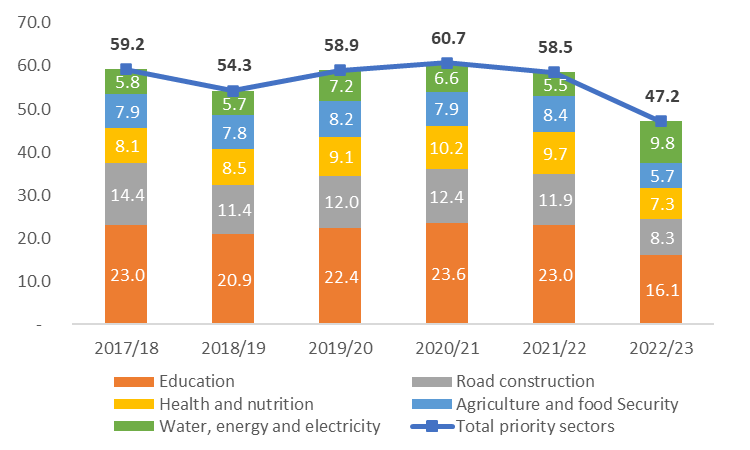 70.0
60.0
50.0
40.0
30.0
20.0
10.0
-
59.2 54.3 58.9 60.7 58.5 47.2
5.8 5.7 7.2 6.6 5.5 9.8
7.9 7.8 8.2 7.9 8.4 5.7
8.1 8.5 9.1 10.2 9.7 7.3
14.4 11.4 12.0 12.4 11.9 8.3
23.0 20.9 22.4 23.6 23.0 16.1
2017/18 2018/19 2019/20 2020/21 2021/22 2022/23
Education Road construction
Health and nutrition Agriculture and food Security
Water, energy and electricity Total priority sectors